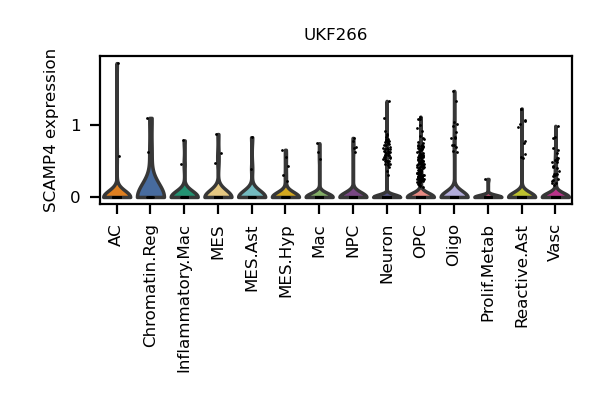 UKF266
SCAMP4 expression
1
0
AC
Chromatin.Reg
Inflammatory.Mac
MES
MES.Ast
MES.Hyp
Mac
NPC
Neuron
OPC
Oligo
Prolif.Metab
Reactive.Ast
Vasc